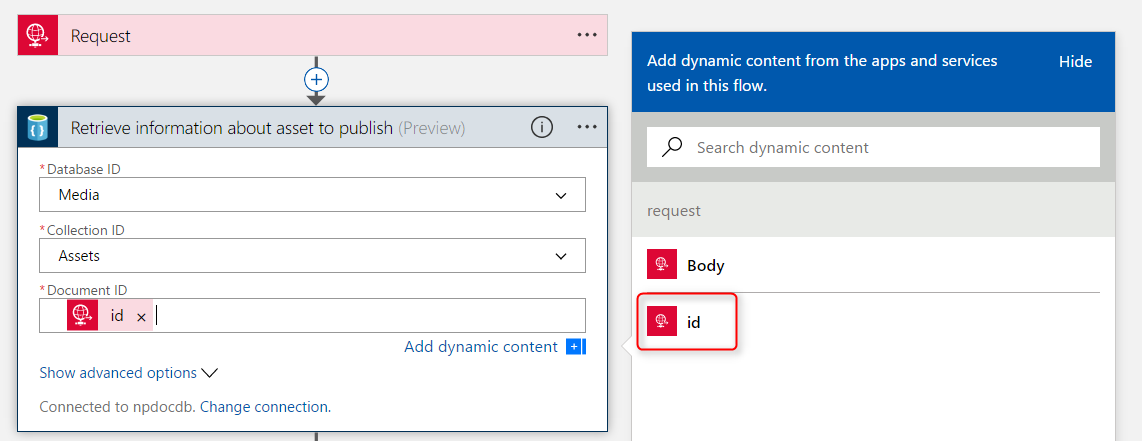 Request
Retrieve information about asset to publish (Preview)
*Database ID
Media
*Collection ID
Assets
*Document ID
id x
Add dynamic content
Show advanced options
Connected to npdocdb. Change connection.
Add dynamic content from the apps and services
used in this flow.
Hide
Search dynamic content
request
Body
id